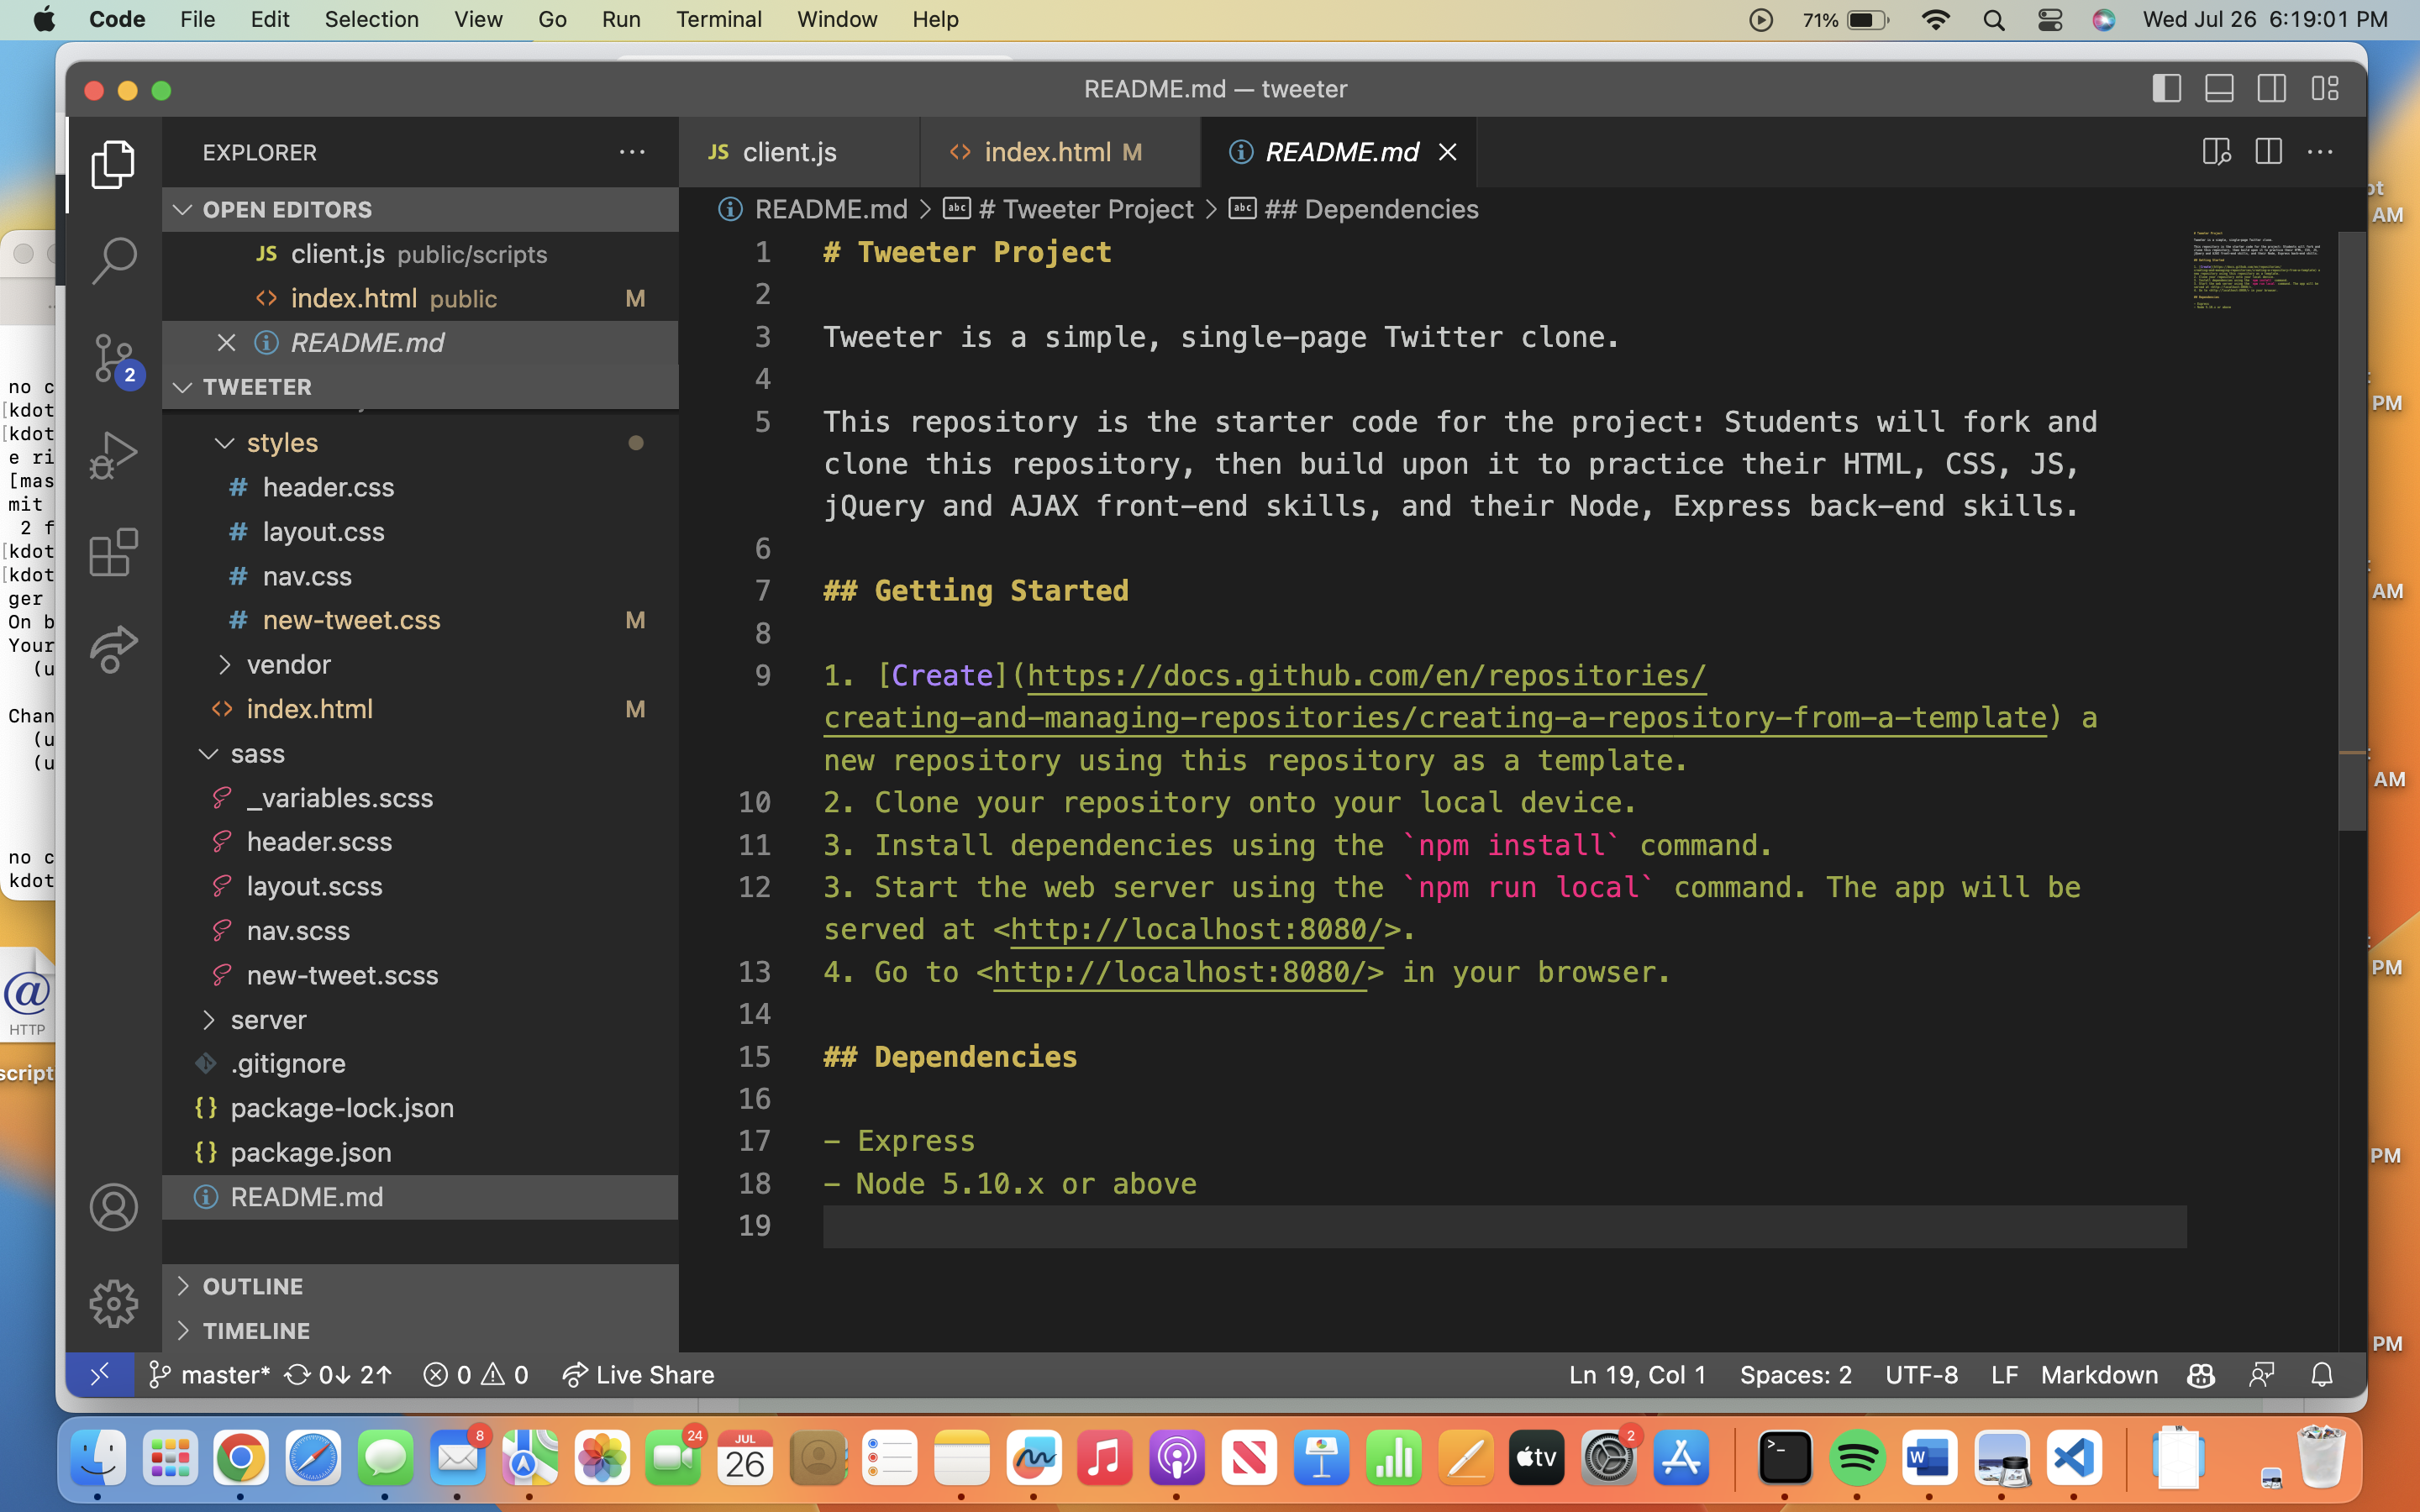 Code File Edit Selection View Go Run Terminal Window Help 71% Wed Jul 26 6:19:01 PM
README.md — tweeter
EXPLORER
OPEN EDITORS
JS client.js public/scripts
<> index.html public M
README.md
TWEETER
styles
# header.css
# layout.css
# nav.css
# new-tweet.css M
vendor
<> index.html M
sass
_variables.scss
header.scss
layout.scss
nav.scss
new-tweet.scss
server
.gitignore
{} package-lock.json
{} package.json
README.md
OUTLINE
TIMELINE
2
JS client.js <> index.html M README.md
README.md > abc # Tweeter Project > abc ## Dependencies
1 # Tweeter Project
2
3 Tweeter is a simple, single-page Twitter clone.
4
5 This repository is the starter code for the project: Students will fork and
clone this repository, then build upon it to practice their HTML, CSS, JS,
jQuery and AJAX front-end skills, and their Node, Express back-end skills.
6
7 ## Getting Started
8
9 1. [Create](https://docs.github.com/en/repositories/
creating-and-managing-repositories/creating-a-repository-from-a-template) a
new repository using this repository as a template.
10 2. Clone your repository onto your local device.
11 3. Install dependencies using the `npm install` command.
12 3. Start the web server using the `npm run local` command. The app will be
served at <http://localhost:8080/>.
13 4. Go to <http://localhost:8080/> in your browser.
14
15 ## Dependencies
16
17 - Express
18 - Node 5.10.x or above
19
master* 0↓ 2↑ 0 0 Live Share Ln 19, Col 1 Spaces: 2 UTF-8 LF Markdown
no c
[kdot
[kdot
e ri
[mas
mit
2 f
[kdot
[kdot
ger
On b
Your
(u
Chan
(u
(u
no c
kdot
HTTP
script
AM
PM
AM
AM
PM
PM
PM
8
24
JUL
26
tv
2